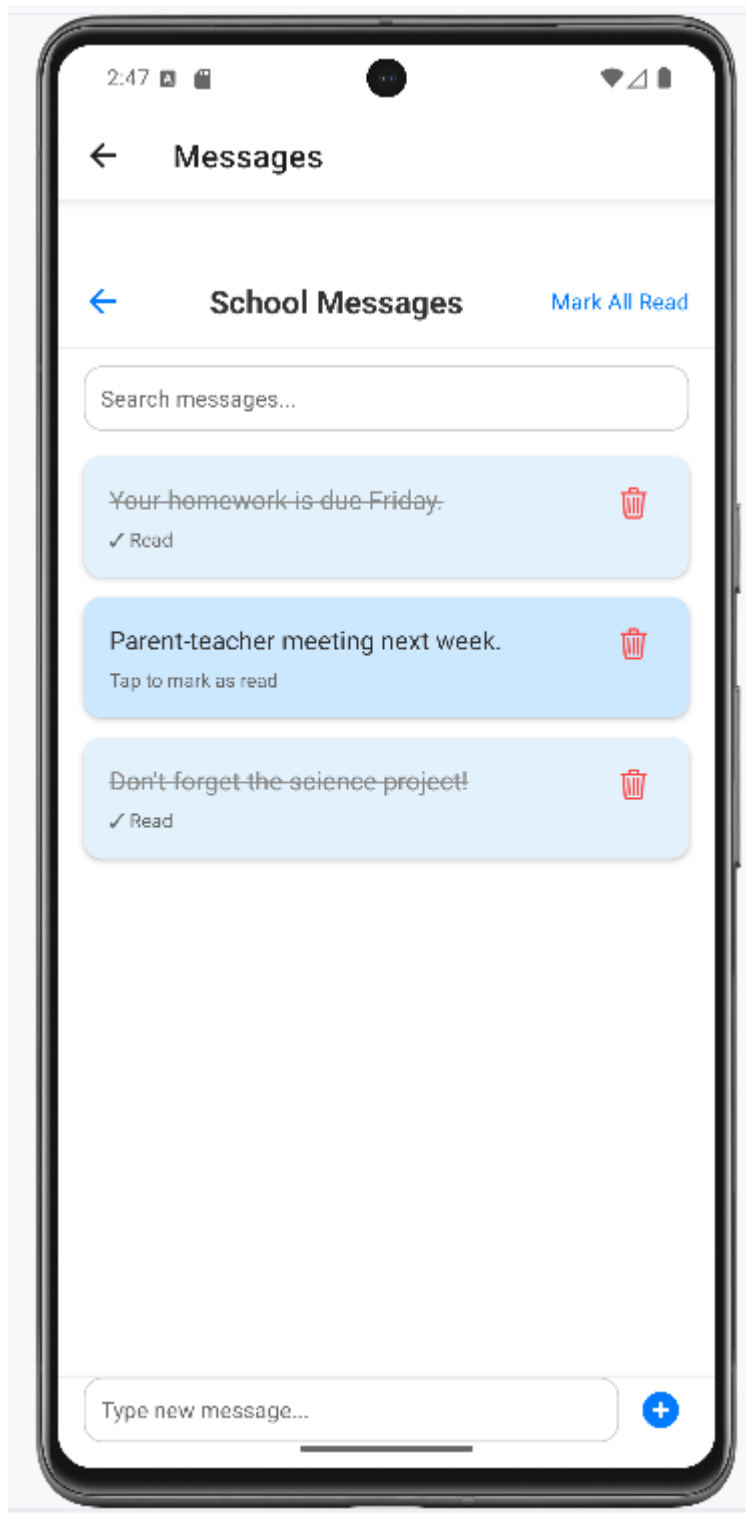 2:47
Messages
School Messages
Mark All Read
Search messages...
Your homework is due Friday.
✓ Read
Parent-teacher meeting next week.
Tap to mark as read
Don't forget the science project!
✓ Read
Type new message...